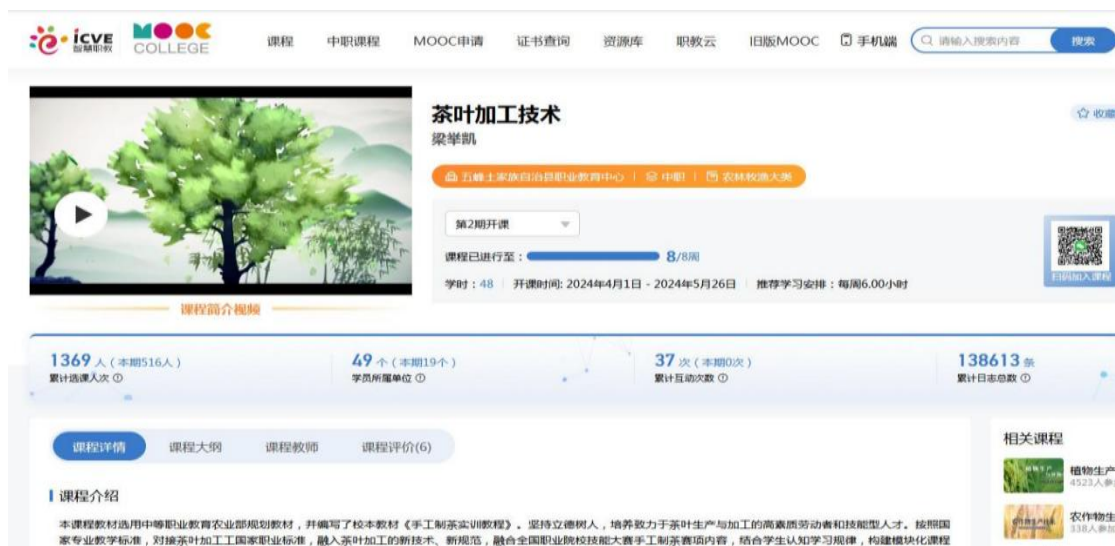 icve
智慧职教
MOOC
COLLEGE
课程
中职课程
MOOC申请
证书查询
资源库
职教云
旧版MOOC
手机端
请输入搜索内容
搜索
茶叶加工技术
梁举凯
收藏
五峰土家族自治县职业教育中心
中职
农林牧渔大类
第2期开课
课程已进行至：
8/8周
学时：48
开课时间: 2024年4月1日 - 2024年5月26日
推荐学习安排：每周6.00小时
扫码加入课程
课程简介视频
1369 人（本期516人）
累计选课人次
49 个（本期19个）
学员所属单位
37 次（本期0次）
累计互动次数
138613 条
累计日志总数
课程详情
课程大纲
课程教师
课程评价(6)
相关课程
植物生产
4523人参
农作物生
338人参加
课程介绍
本课程教材选用中等职业教育农业部规划教材，并编写了校本教材《手工制茶实训教程》。坚持立德树人，培养致力于茶叶生产与加工的高素质劳动者和技能型人才。按照国
家专业教学标准，对接茶叶加工工国家职业标准，融入茶叶加工的新技术、新规范，融合全国职业院校技能大赛手工制茶赛项内容，结合学生认知学习规律，构建模块化课程